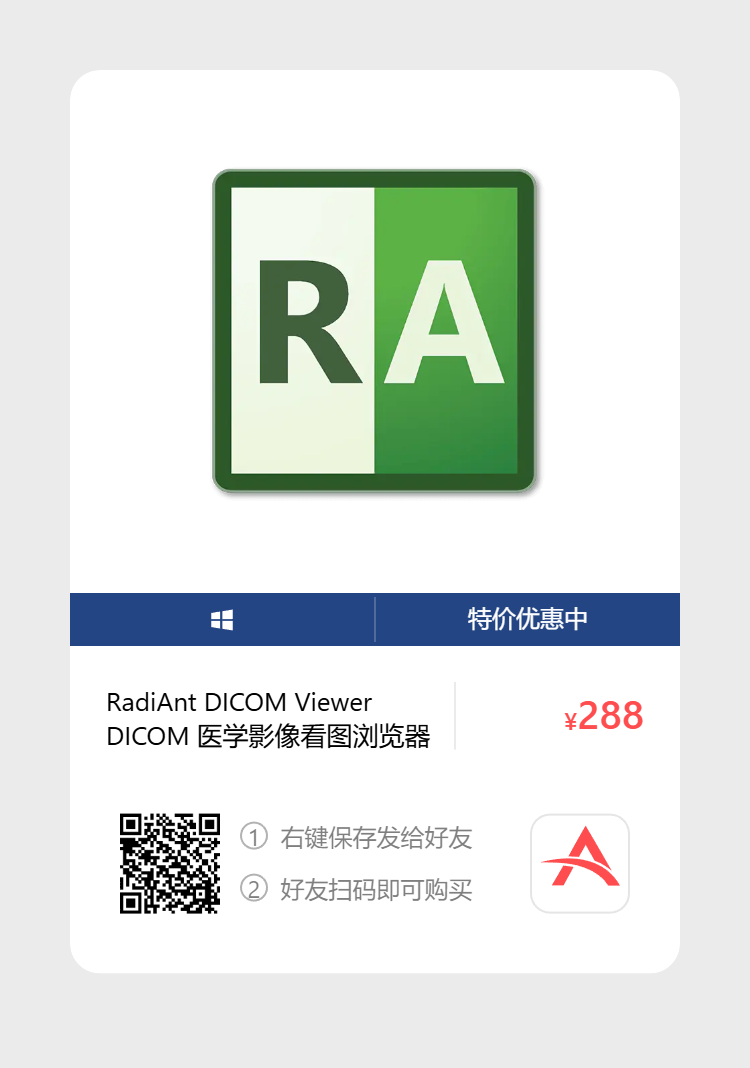 RA
特价优惠中
RadiAnt DICOM Viewer
DICOM 医学影像看图浏览器
¥288
① 右键保存发给好友
② 好友扫码即可购买